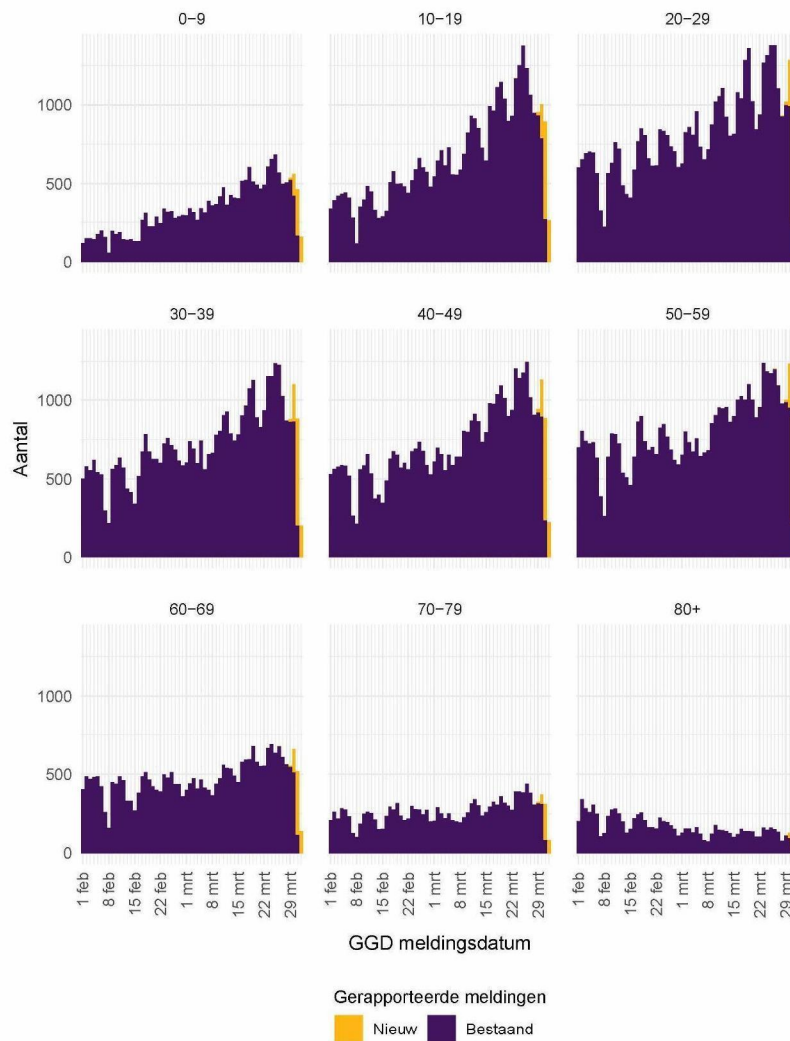 0-9
10-19
20-29
1000
500
0
30-39
40-49
50-59
1000
500
0
Aantal
60-69
70-79
80+
1000
500
0
1 feb
8 feb
15 feb
22 feb
1 mrt
8 mrt
15 mrt
22 mrt
29 mrt
1 feb
8 feb
15 feb
22 feb
1 mrt
8 mrt
15 mrt
22 mrt
29 mrt
1 feb
8 feb
15 feb
22 feb
1 mrt
8 mrt
15 mrt
22 mrt
29 mrt
GGD meldingsdatum
Gerapporteerde meldingen
Nieuw
Bestaand